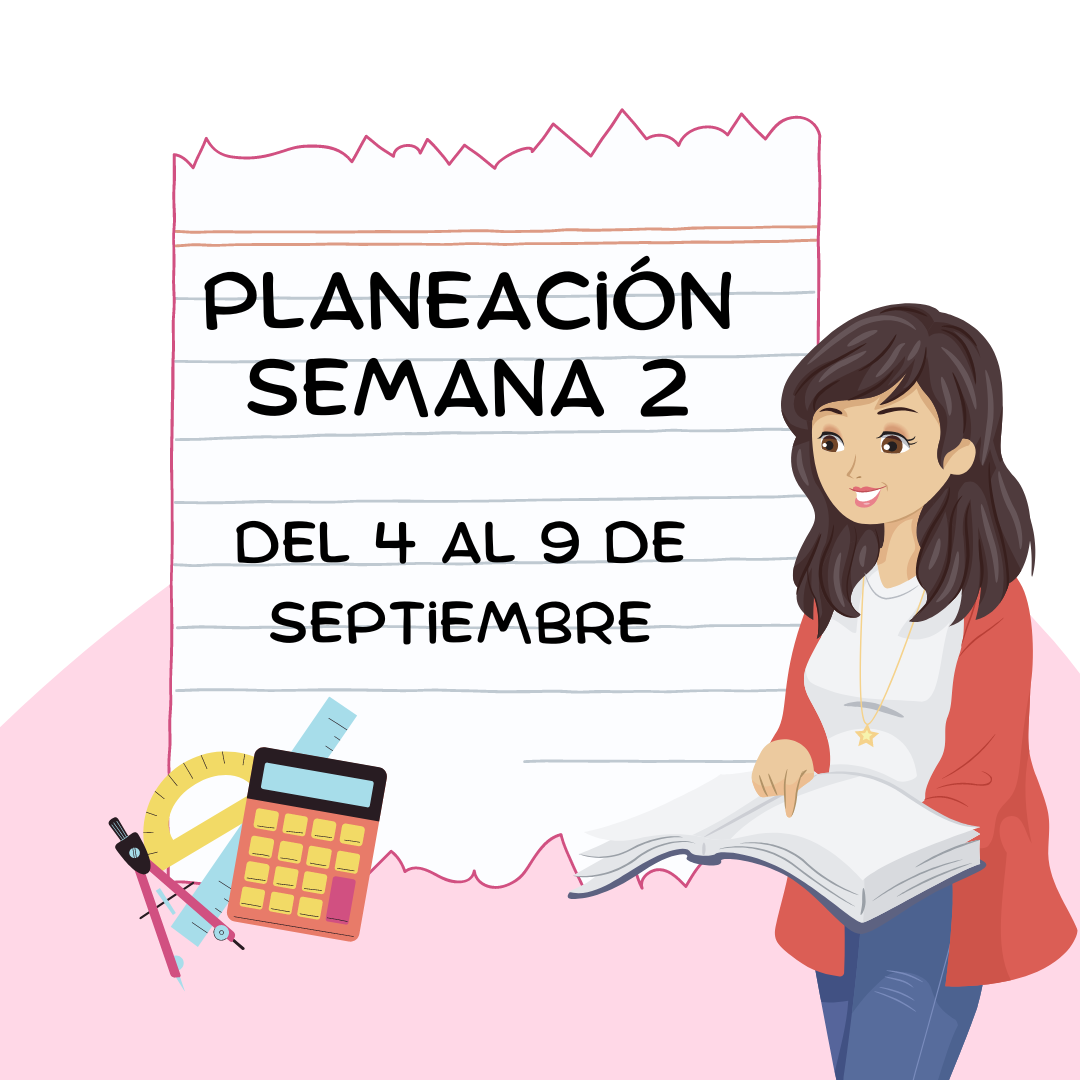 PLANEACIÓN
SEMANA 2
DEL 4 AL 9 DE
SEPTIEMBRE